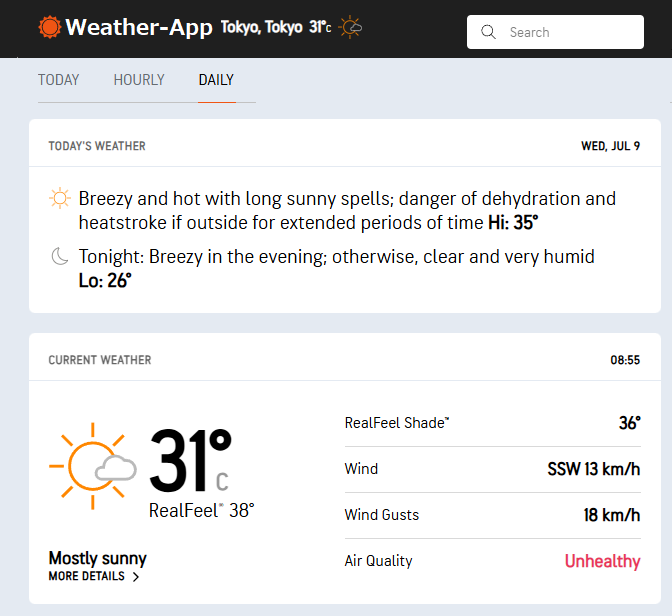 Weather-App Tokyo, Tokyo 31°C
Search
TODAY HOURLY DAILY
TODAY'S WEATHER WED, JUL 9
Breezy and hot with long sunny spells; danger of dehydration and
heatstroke if outside for extended periods of time Hi: 35°
Tonight: Breezy in the evening; otherwise, clear and very humid
Lo: 26°
CURRENT WEATHER 08:55
31°C
RealFeel® 38°
Mostly sunny
MORE DETAILS >
RealFeel Shade™ 36°
Wind SSW 13 km/h
Wind Gusts 18 km/h
Air Quality Unhealthy